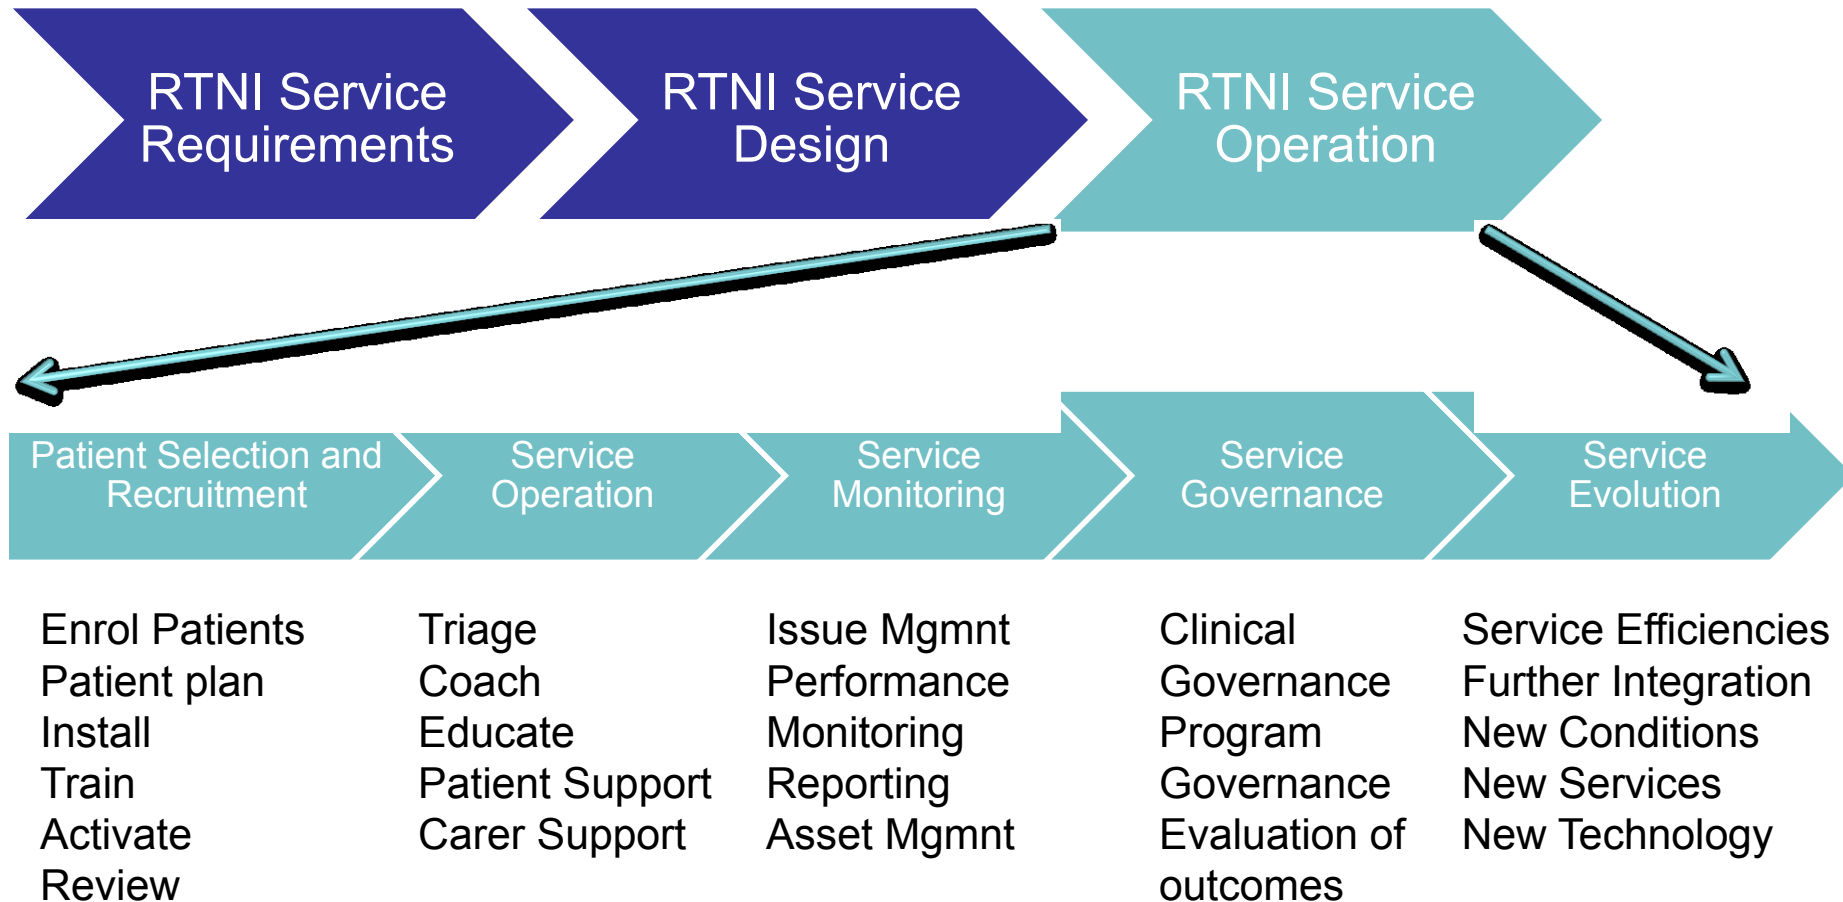 RTNI Service
Requirements
RTNI Service
Design
RTNI Service
Operation
Patient Selection and
Recruitment
Service
Operation
Service
Monitoring
Service
Governance
Service
Evolution
Enrol Patients
Patient plan
Install
Train
Activate
Review
Triage
Coach
Educate
Patient Support
Carer Support
Issue Mgmnt
Performance
Monitoring
Reporting
Asset Mgmnt
Clinical
Governance
Program
Governance
Evaluation of
outcomes
Service Efficiencies
Further Integration
New Conditions
New Services
New Technology